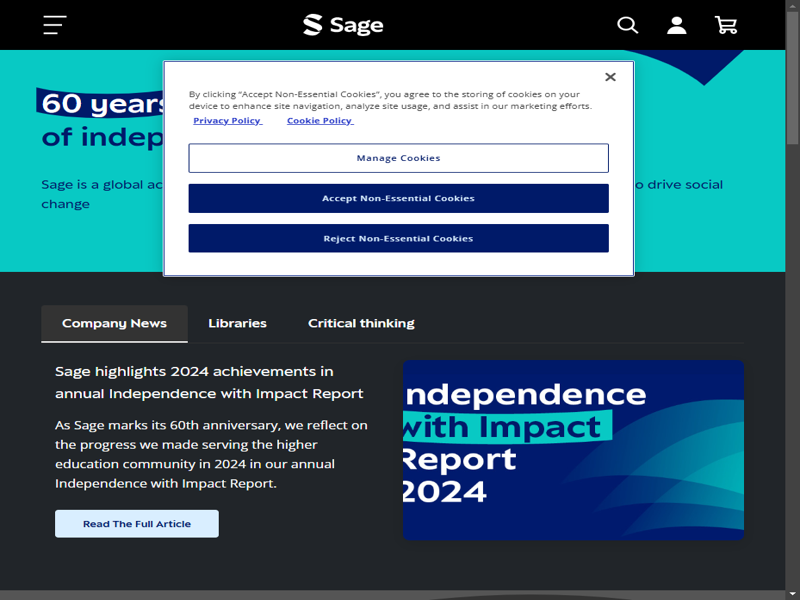 Sage
60 years
of indep
Sage is a global ac
o drive social
change
By clicking “Accept Non-Essential Cookies”, you agree to the storing of cookies on your
device to enhance site navigation, analyze site usage, and assist in our marketing efforts.
Privacy Policy Cookie Policy
Manage Cookies
Accept Non-Essential Cookies
Reject Non-Essential Cookies
Company News Libraries Critical thinking
Sage highlights 2024 achievements in
annual Independence with Impact Report
As Sage marks its 60th anniversary, we reflect on
the progress we made serving the higher
education community in 2024 in our annual
Independence with Impact Report.
Read The Full Article
Independence
with Impact
Report
2024